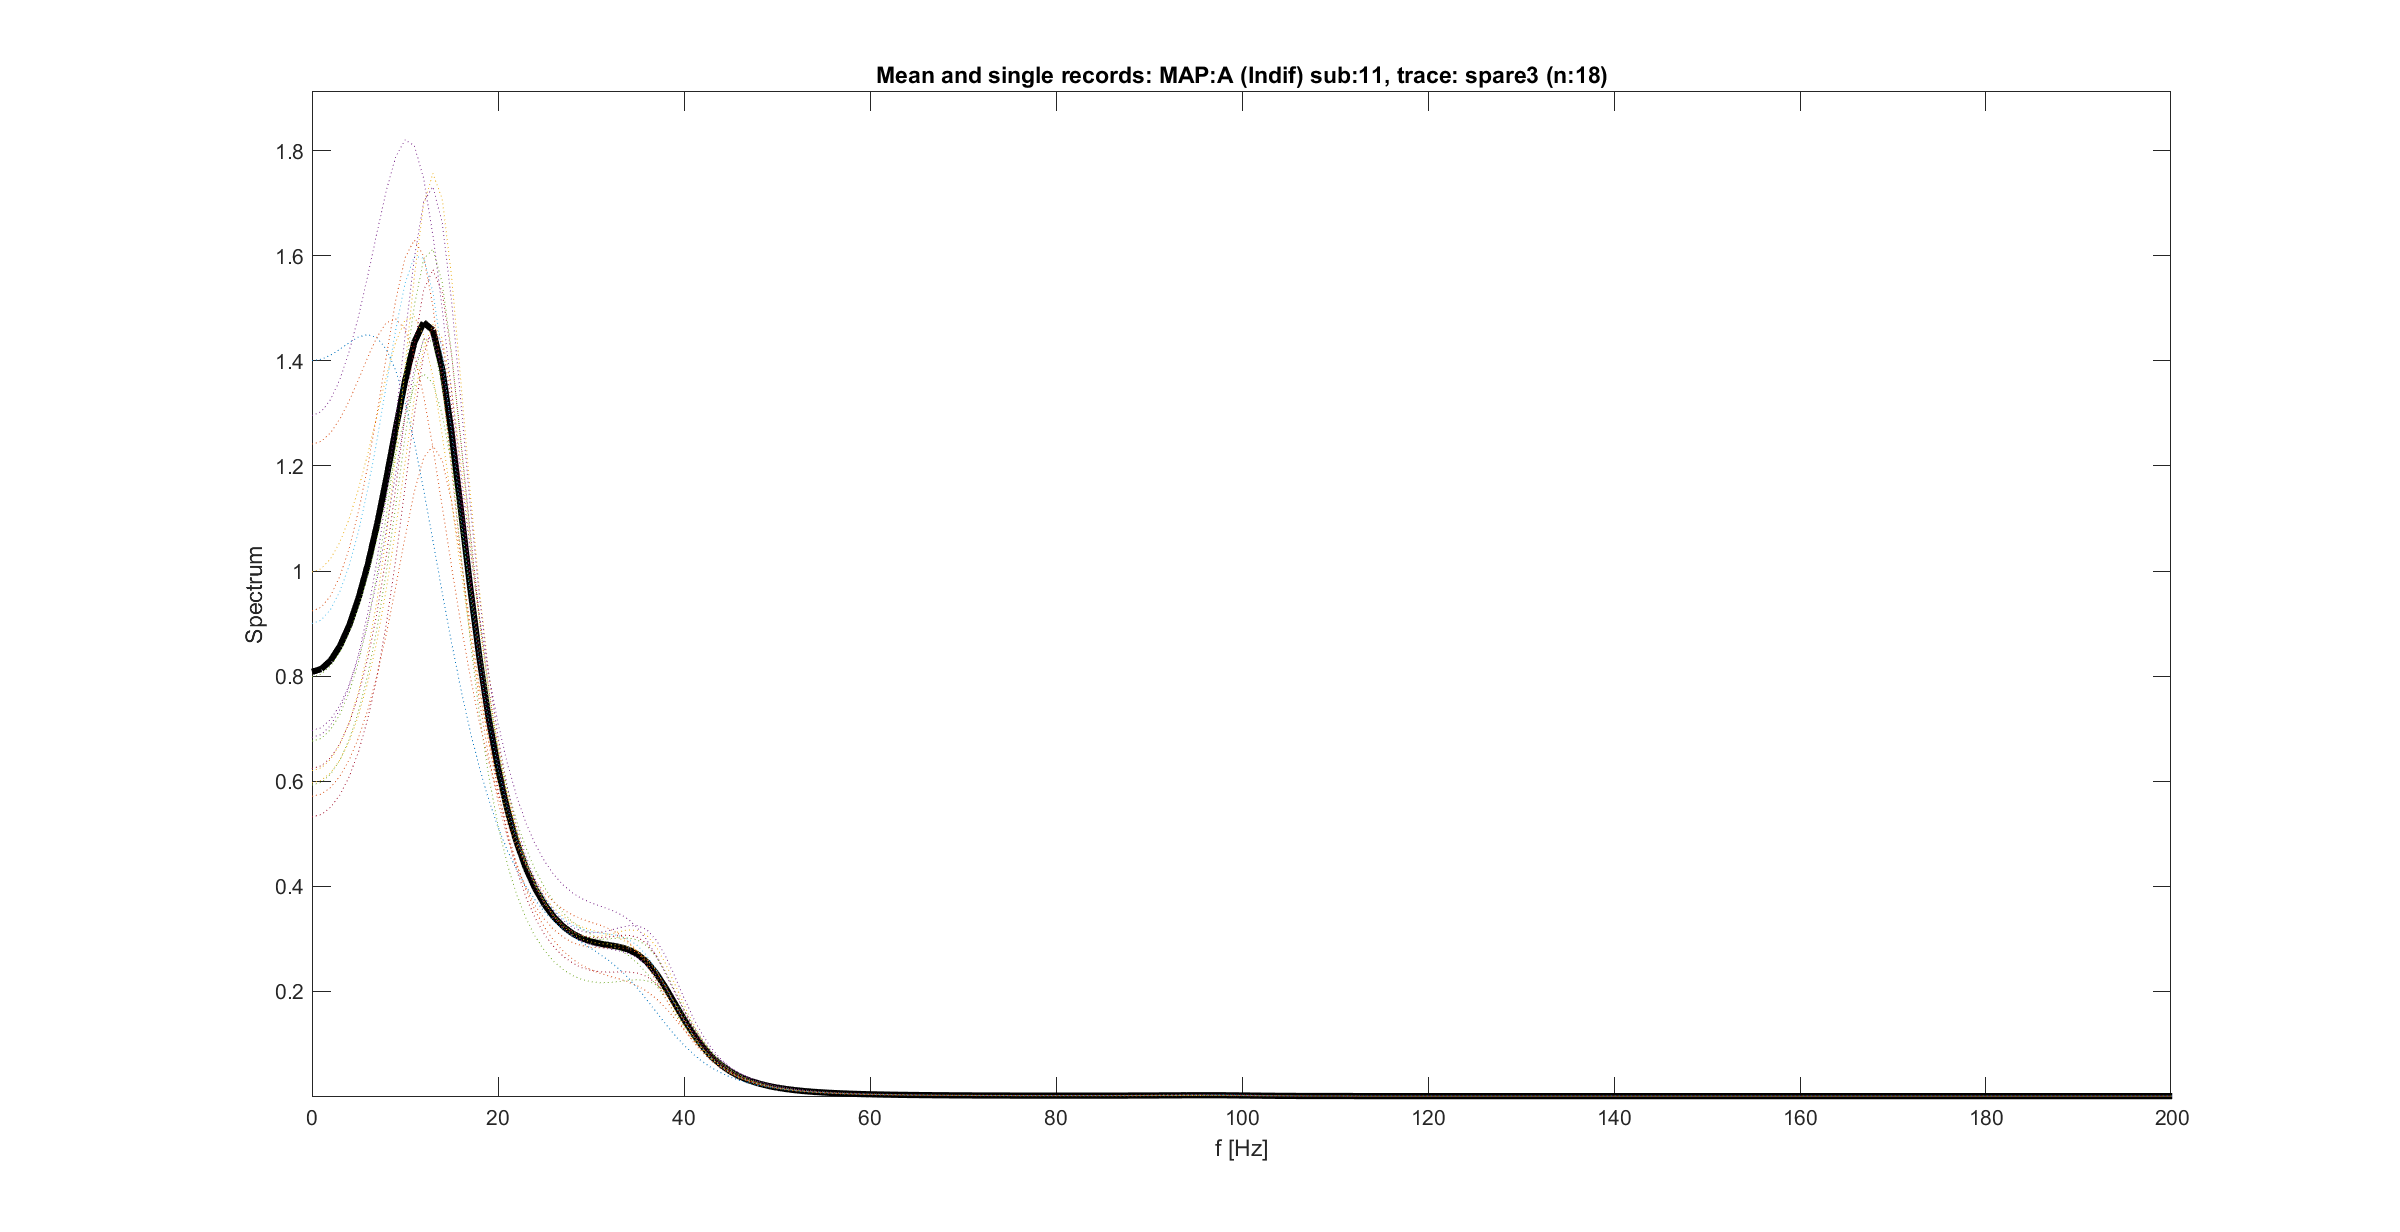 Mean and single records: MAP:A (Indif) sub:11, trace: spare3 (n:18)
1.8
1.6
1.4
1.2
1
0.8
0.6
0.4
0.2
Spectrum
0 20 40 60 80 100 120 140 160 180 200
f [Hz]